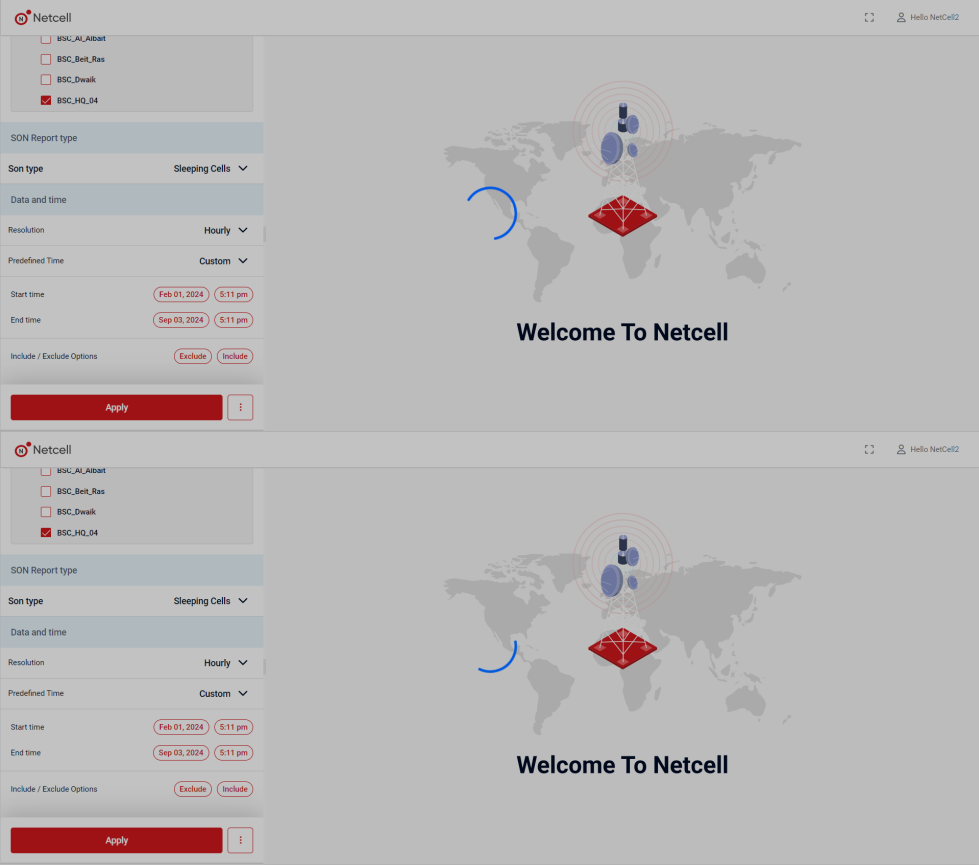 Netcell
Hello NetCell2
BSC_Al_Albait
BSC_Beit_Ras
BSC_Dwaik
BSC_HQ_04
SON Report type
Son type Sleeping Cells
Data and time
Resolution Hourly
Predefined Time Custom
Start time Feb 01, 2024 5:11 pm
End time Sep 03, 2024 5:11 pm
Include / Exclude Options Exclude Include
Apply
Welcome To Netcell
Netcell
Hello NetCell2
BSC_Al_Albait
BSC_Beit_Ras
BSC_Dwaik
BSC_HQ_04
SON Report type
Son type Sleeping Cells
Data and time
Resolution Hourly
Predefined Time Custom
Start time Feb 01, 2024 5:11 pm
End time Sep 03, 2024 5:11 pm
Include / Exclude Options Exclude Include
Apply
Welcome To Netcell